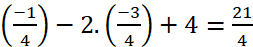 (-1/4) - 2.(-3/4) + 4 = 21/4